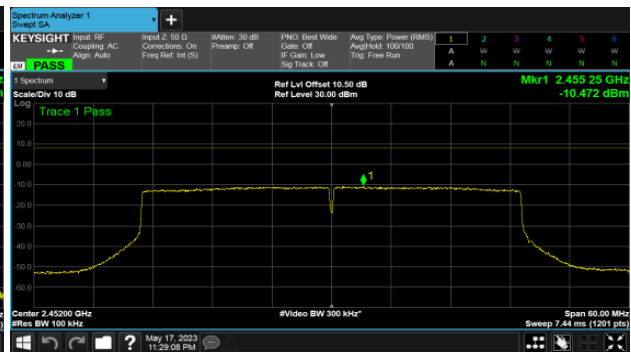 Spectrum Analyzer 1
Swept SA
+
KEYSIGHT Input: RF
Coupling: AC
Align: Auto
Input Z: 50 Ω
Corrections: On
Freq Ref: Int (S)
#Atten: 30 dB
Preamp: Off
PNO: Best Wide
Gate: Off
IF Gain: Low
Sig Track: Off
Avg Type: Power (RMS)
Avg|Hold: 100/100
Trig: Free Run
1 2 3 4 5 6
A W W W W W
A N N N N N
LXI PASS
1 Spectrum
Scale/Div 10 dB
Ref Lvl Offset 10.50 dB
Ref Level 30.00 dBm
Mkr1 2.455 25 GHz
-10.472 dBm
Log
Trace 1 Pass
20.0
10.0
0.00
-10.0
-20.0
-30.0
-40.0
-50.0
-60.0
1
Center 2.45200 GHz
#Res BW 100 kHz
#Video BW 300 kHz*
Span 60.00 MHz
Sweep 7.44 ms (1201 pts)
?
May 17, 2023
11:29:08 PM